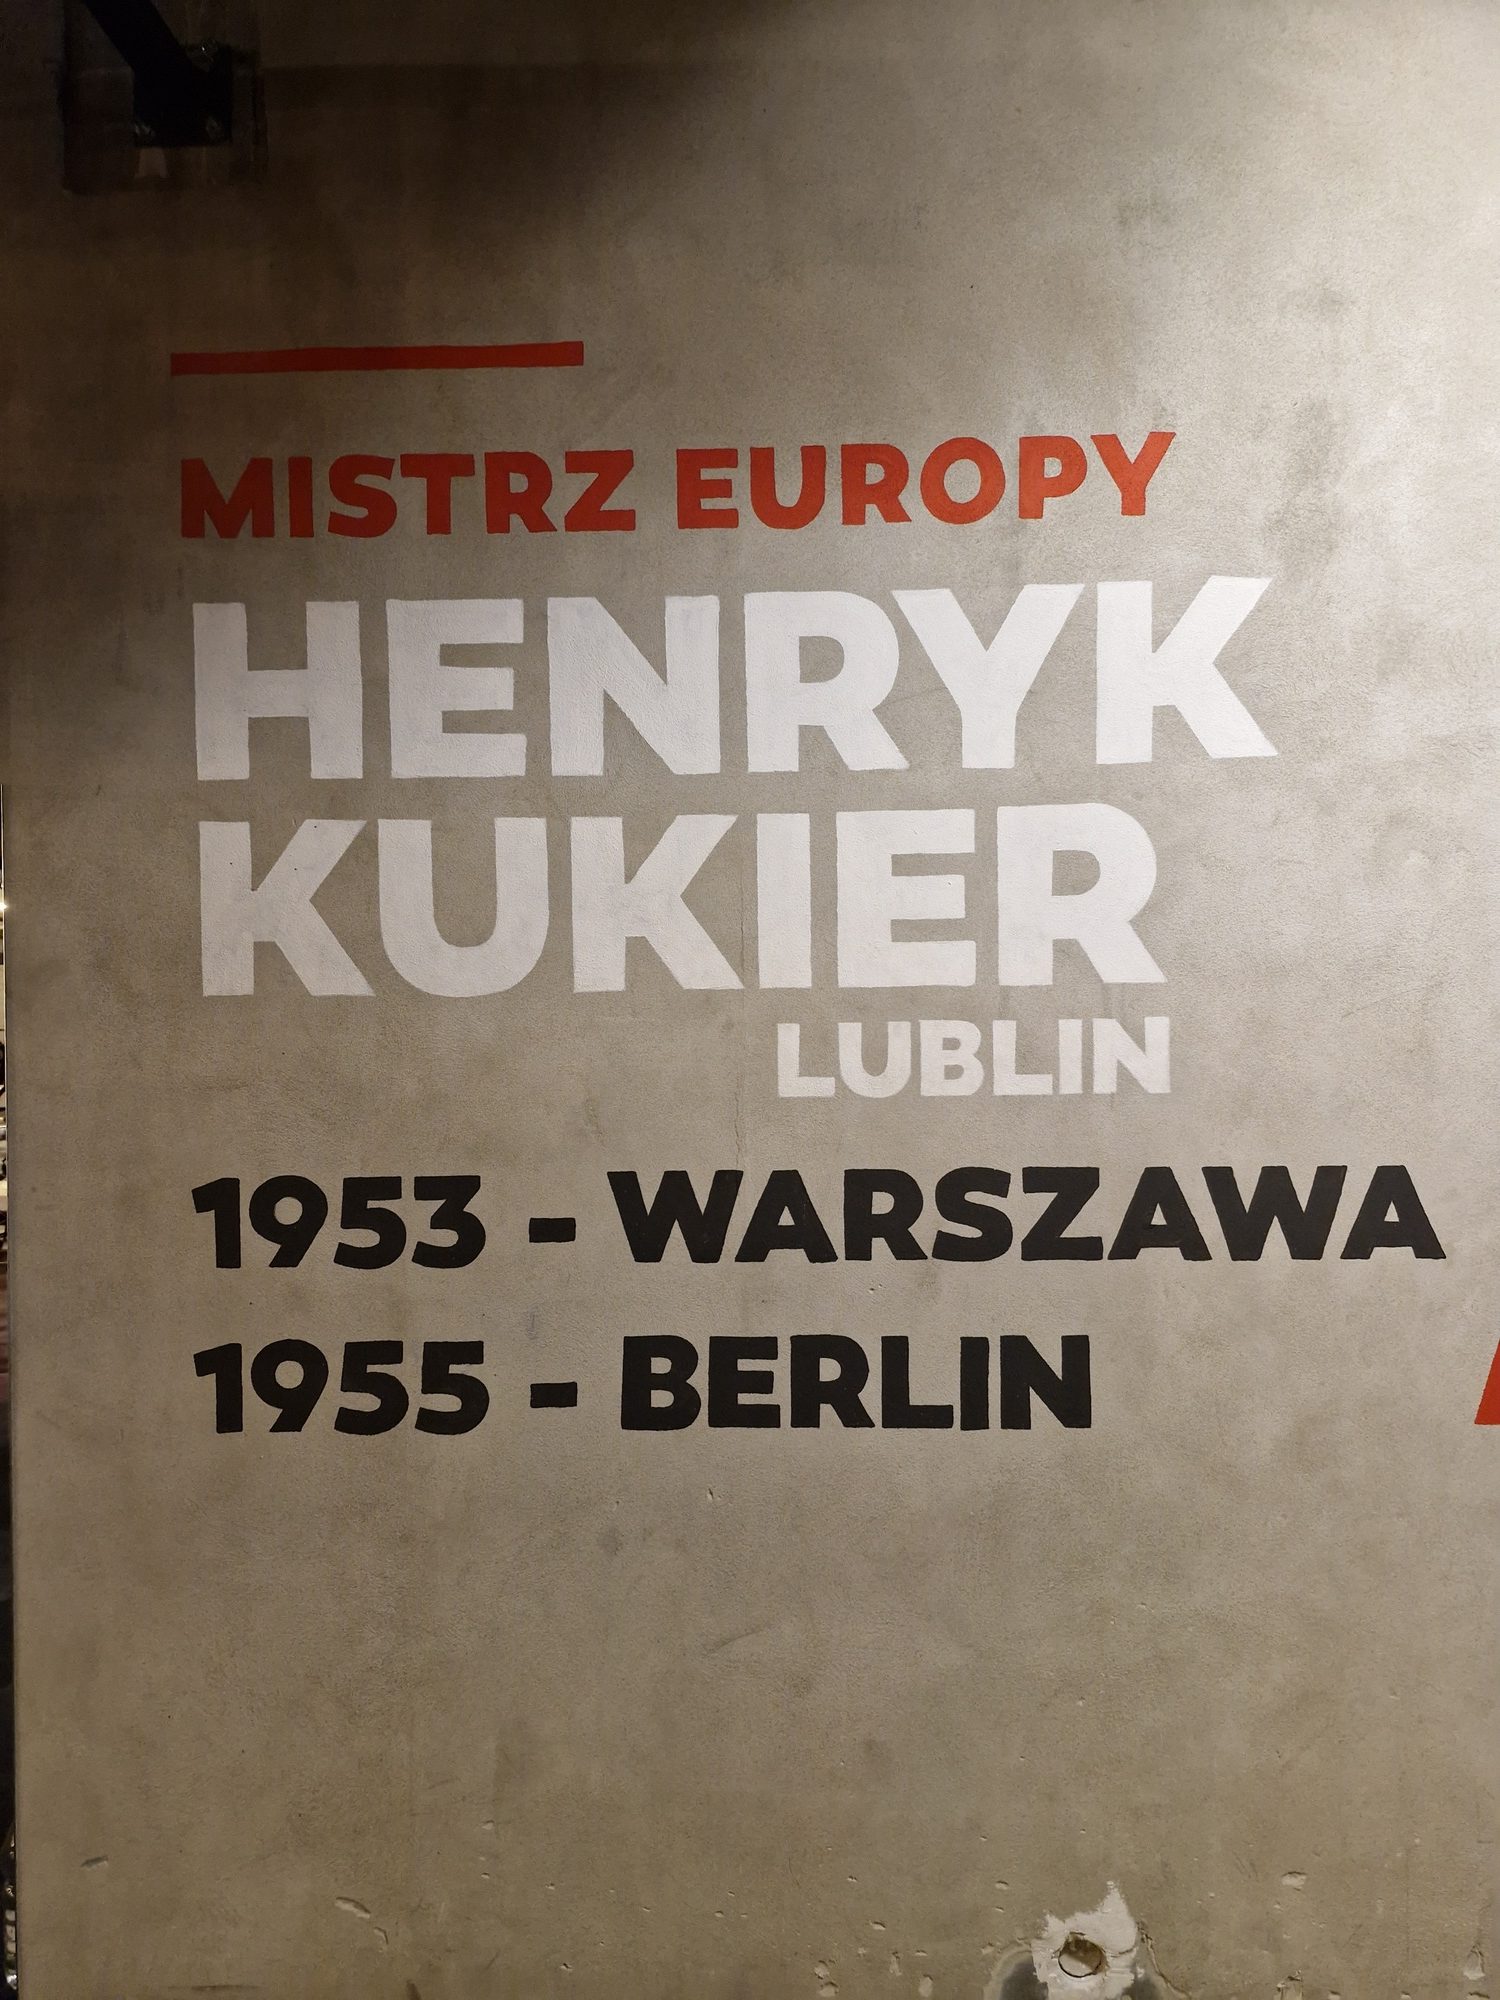 MISTRZ EUROPY
HENRYK
KUKIER
LUBLIN
1953 - WARSZAWA
1955 - BERLIN